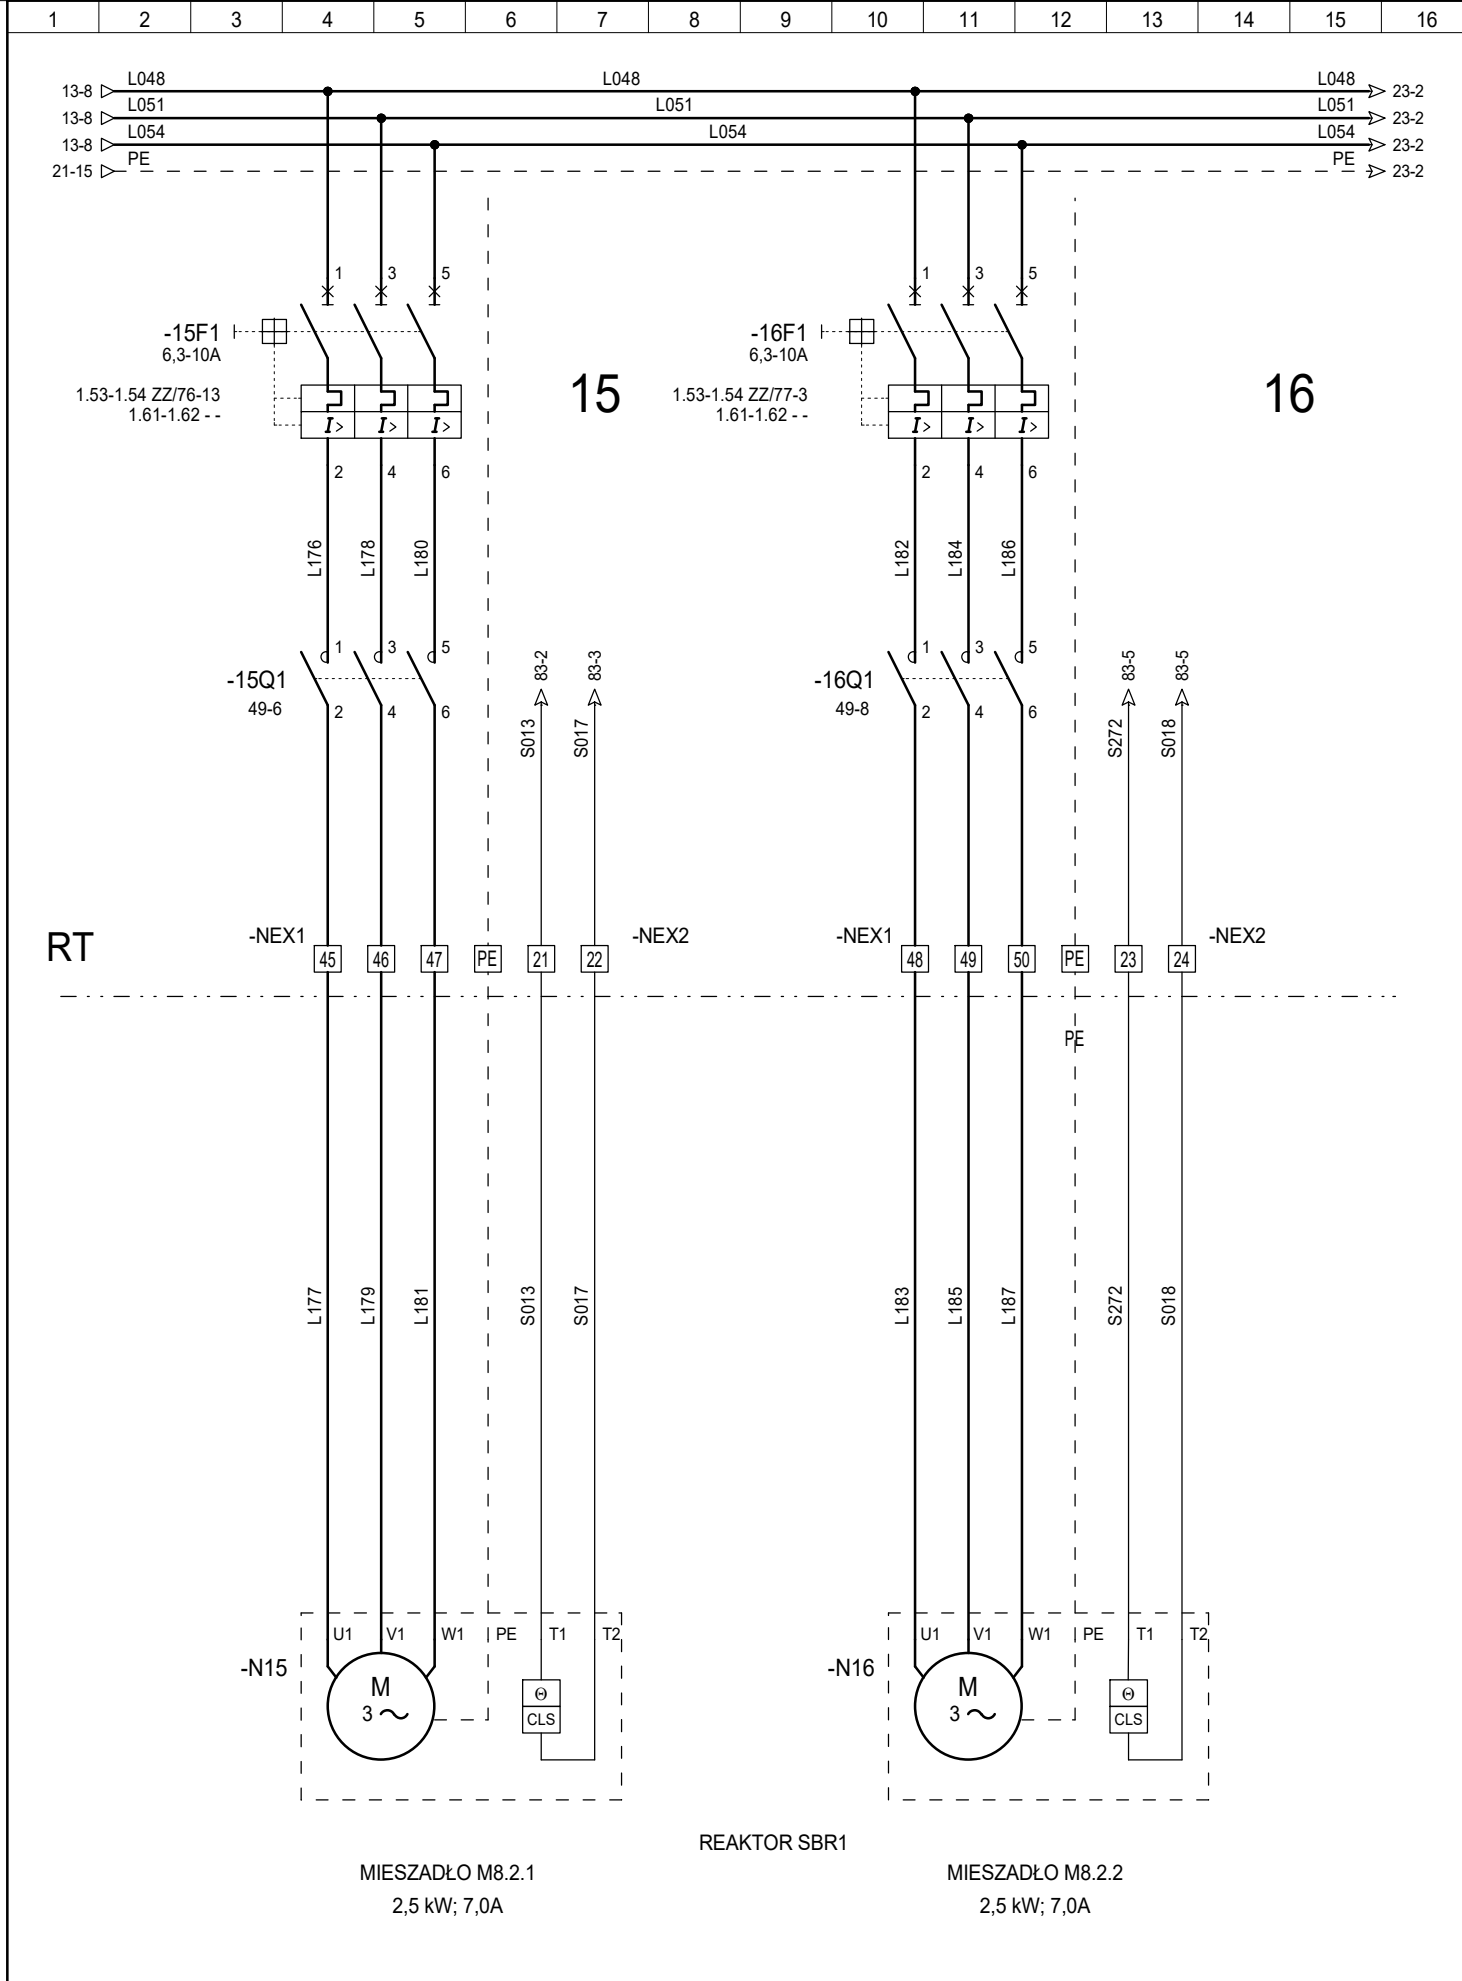 1 2 3 4 5 6 7 8 9 10 11 12 13 14 15 16
13-8 L048 L048 L048 23-2
13-8 L051 L051 L051 23-2
13-8 L054 L054 L054 23-2
21-15 PE PE 23-2
1 3 5 1 3 5
-15F1 -16F1
6,3-10A 6,3-10A
1.53-1.54 ZZ/76-13 15 1.53-1.54 ZZ/77-3 16
1.61-1.62 - - I> I> I> 1.61-1.62 - - I> I> I>
2 4 6 2 4 6
L176 L178 L180 L182 L184 L186
1 3 5 83-2 83-3 1 3 5 83-5 83-5
-15Q1 -16Q1
49-6 2 4 6 49-8 2 4 6
S013 S017 S272 S018
RT -NEX1 -NEX2 -NEX1 -NEX2
45 46 47 PE 21 22 48 49 50 PE 23 24
PE
L177 L179 L181 S013 S017 L183 L185 L187 S272 S018
U1 V1 W1 PE T1 T2 U1 V1 W1 PE T1 T2
-N15 -N16
M Θ M Θ
3 ~ CLS 3 ~ CLS
REAKTOR SBR1
MIESZADŁO M8.2.1 MIESZADŁO M8.2.2
2,5 kW; 7,0A 2,5 kW; 7,0A